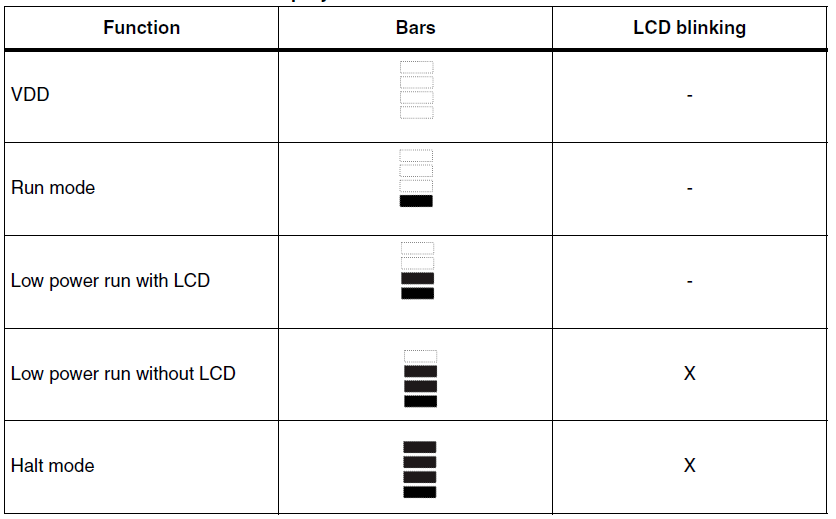 Function Bars LCD blinking
VDD -
Run mode -
Low power run with LCD -
Low power run without LCD X
Halt mode X